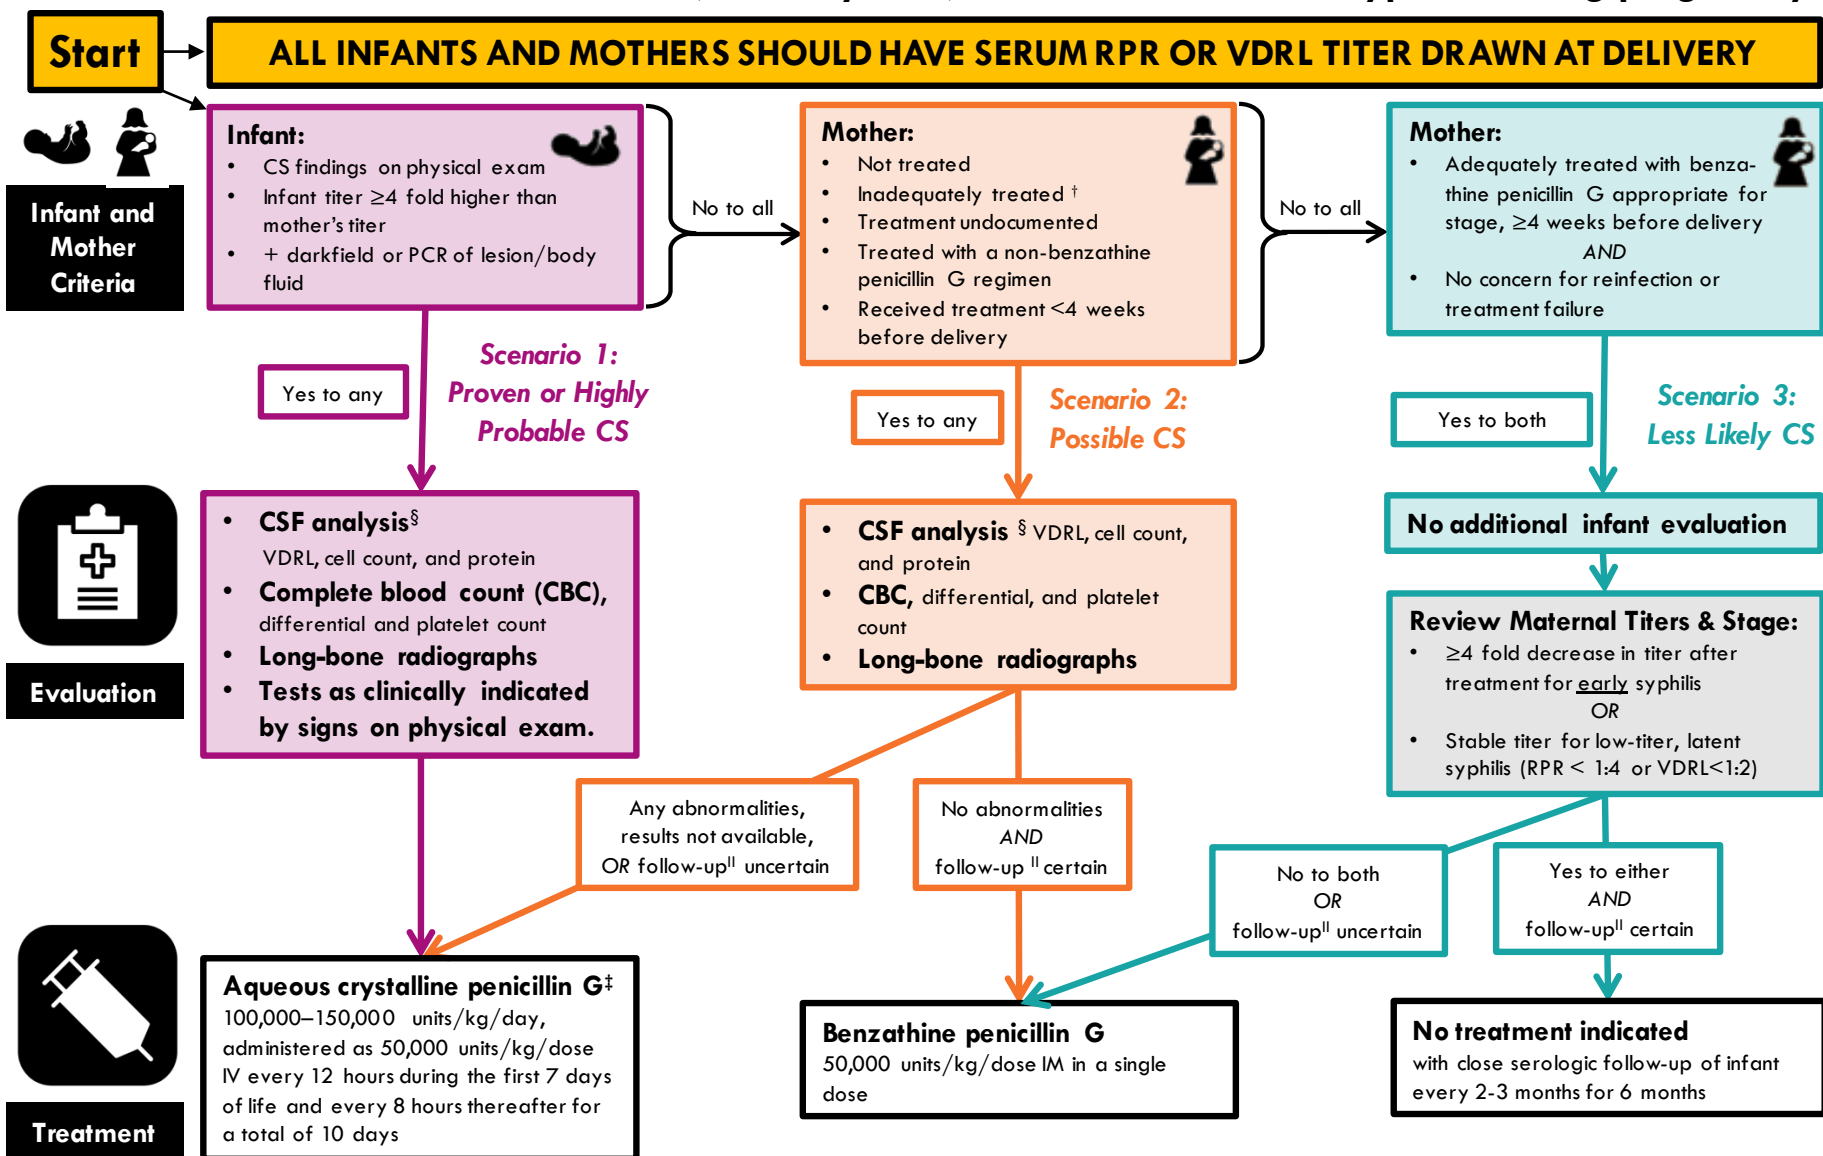 Start
ALL INFANTS AND MOTHERS SHOULD HAVE SERUM RPR OR VDRL TITER DRAWN AT DELIVERY
Infant and
Mother
Criteria
Infant:
• CS findings on physical exam
• Infant titer ≥4 fold higher than
mother's titer
• + darkfield or PCR of lesion/body
fluid
No to all
Mother:
• Not treated
• Inadequately treated †
• Treatment undocumented
• Treated with a non-benzathine
penicillin G regimen
• Received treatment <4 weeks
before delivery
No to all
Mother:
• Adequately treated with benza-
thine penicillin G appropriate for
stage, ≥4 weeks before delivery
AND
• No concern for reinfection or
treatment failure
Yes to any
Scenario 1:
Proven or Highly
Probable CS
Yes to any
Scenario 2:
Possible CS
Yes to both
Scenario 3:
Less Likely CS
Evaluation
• CSF analysis§
VDRL, cell count, and protein
• Complete blood count (CBC),
differential and platelet count
• Long-bone radiographs
• Tests as clinically indicated
by signs on physical exam.
• CSF analysis § VDRL, cell count,
and protein
• CBC, differential, and platelet
count
• Long-bone radiographs
No additional infant evaluation
Review Maternal Titers & Stage:
• ≥4 fold decrease in titer after
treatment for early syphilis
OR
• Stable titer for low-titer, latent
syphilis (RPR < 1:4 or VDRL<1:2)
Any abnormalities,
results not available,
OR follow-up|| uncertain
No abnormalities
AND
follow-up || certain
No to both
OR
follow-up|| uncertain
Yes to either
AND
follow-up|| certain
Treatment
Aqueous crystalline penicillin G‡
100,000–150,000 units/kg/day,
administered as 50,000 units/kg/dose
IV every 12 hours during the first 7 days
of life and every 8 hours thereafter for
a total of 10 days
Benzathine penicillin G
50,000 units/kg/dose IM in a single
dose
No treatment indicated
with close serologic follow-up of infant
every 2-3 months for 6 months